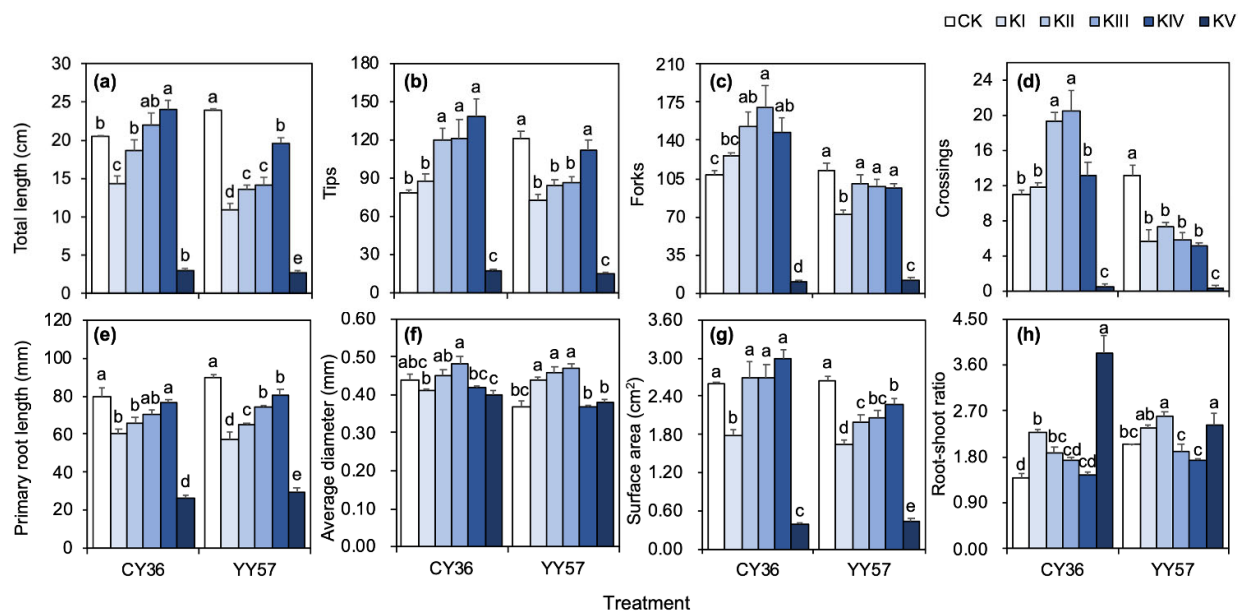 CK KI KII KIII KIV KV
(a)
Total length (cm)
30
25
20
15
10
5
0
b c b ab a b
a d c c b e
(b)
Tips
180
150
120
90
60
30
0
b b a a a c
a b b b a c
(c)
Forks
210
175
140
105
70
35
0
c bc ab a ab d
a b a a a c
(d)
Crossings
24
20
16
12
8
4
0
b b a a b c
a b b b b c
(e)
Primary root length (mm)
120
100
80
60
40
20
0
a b b ab a d
a d c b b e
CY36 YY57
(f)
Average diameter (mm)
0.60
0.50
0.40
0.30
0.20
0.10
0.00
abc b ab a bc c
bc a a a b b
CY36 YY57
(g)
Surface area (cm2)
3.60
3.00
2.40
1.80
1.20
0.60
0.00
a b a a a c
a d c bc b e
CY36 YY57
(h)
Root-shoot ratio
4.50
3.60
2.70
1.80
0.90
0.00
d b bc cd cd a
bc ab a c c a
CY36 YY57
Treatment